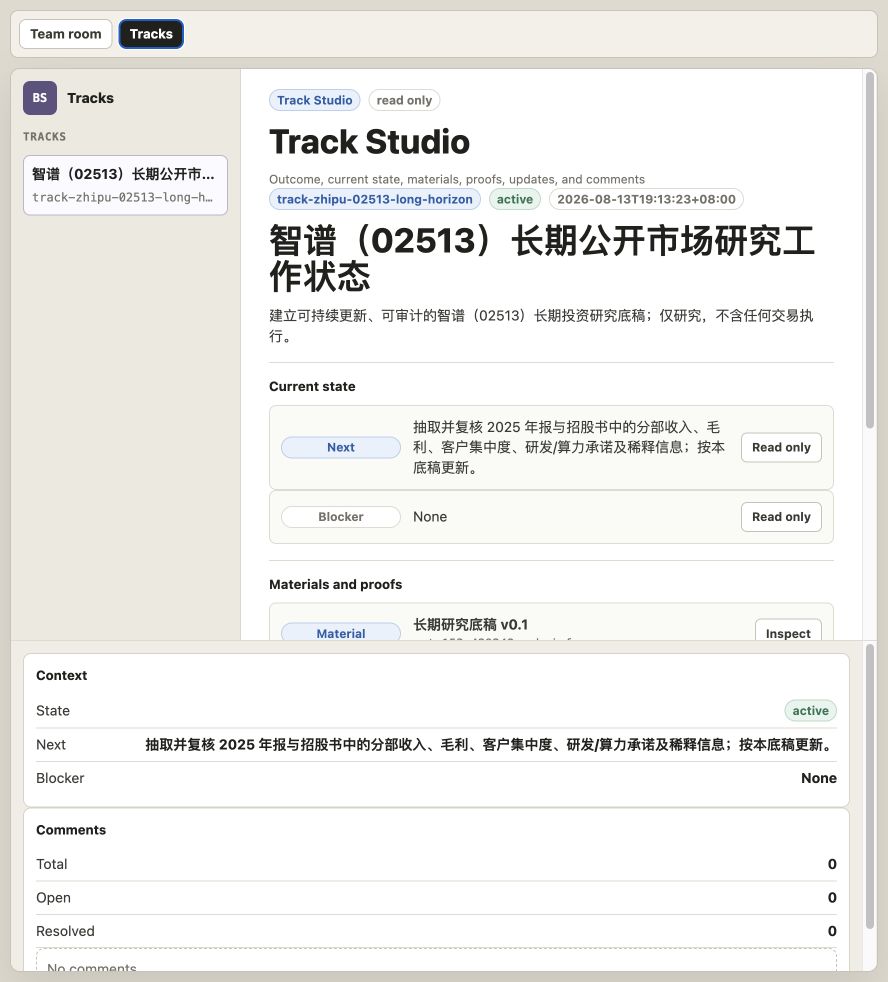 Team room
Tracks
BS
Tracks
TRACKS
智谱（02513）长期公开市...
track-zhipu-02513-long-h…
Track Studio
read only
Track Studio
Outcome, current state, materials, proofs, updates, and comments
track-zhipu-02513-long-horizon
active
2026-08-13T19:13:23+08:00
智谱（02513）长期公开市场研究工
作状态
建立可持续更新、可审计的智谱（02513）长期投资研究底稿；仅研究，不含任何交易执
行。
Current state
Next
抽取并复核 2025 年报与招股书中的分部收入、毛
利、客户集中度、研发/算力承诺及稀释信息；按本
底稿更新。
Read only
Blocker
None
Read only
Materials and proofs
Material
长期研究底稿 v0.1
Inspect
Context
State
active
Next
抽取并复核 2025 年报与招股书中的分部收入、毛利、客户集中度、研发/算力承诺及稀释信息；按本底稿更新。
Blocker
None
Comments
Total
0
Open
0
Resolved
0
No comments